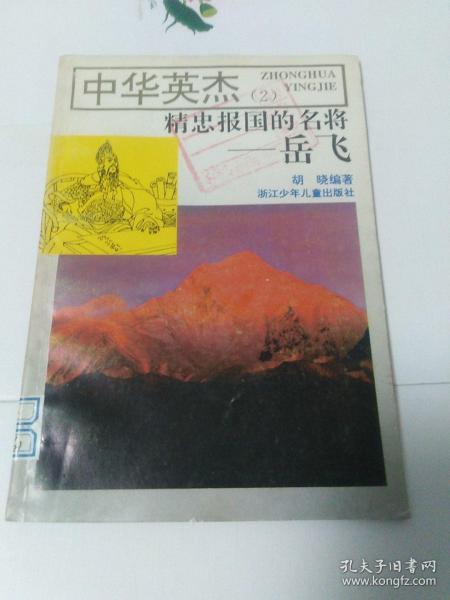 中华英杰(2)
ZHONGHUA
YINGJIE
精忠报国的名将
——岳飞
胡 晓编著
浙江少年儿童出版社
孔夫子旧书网
www.kongfz.com